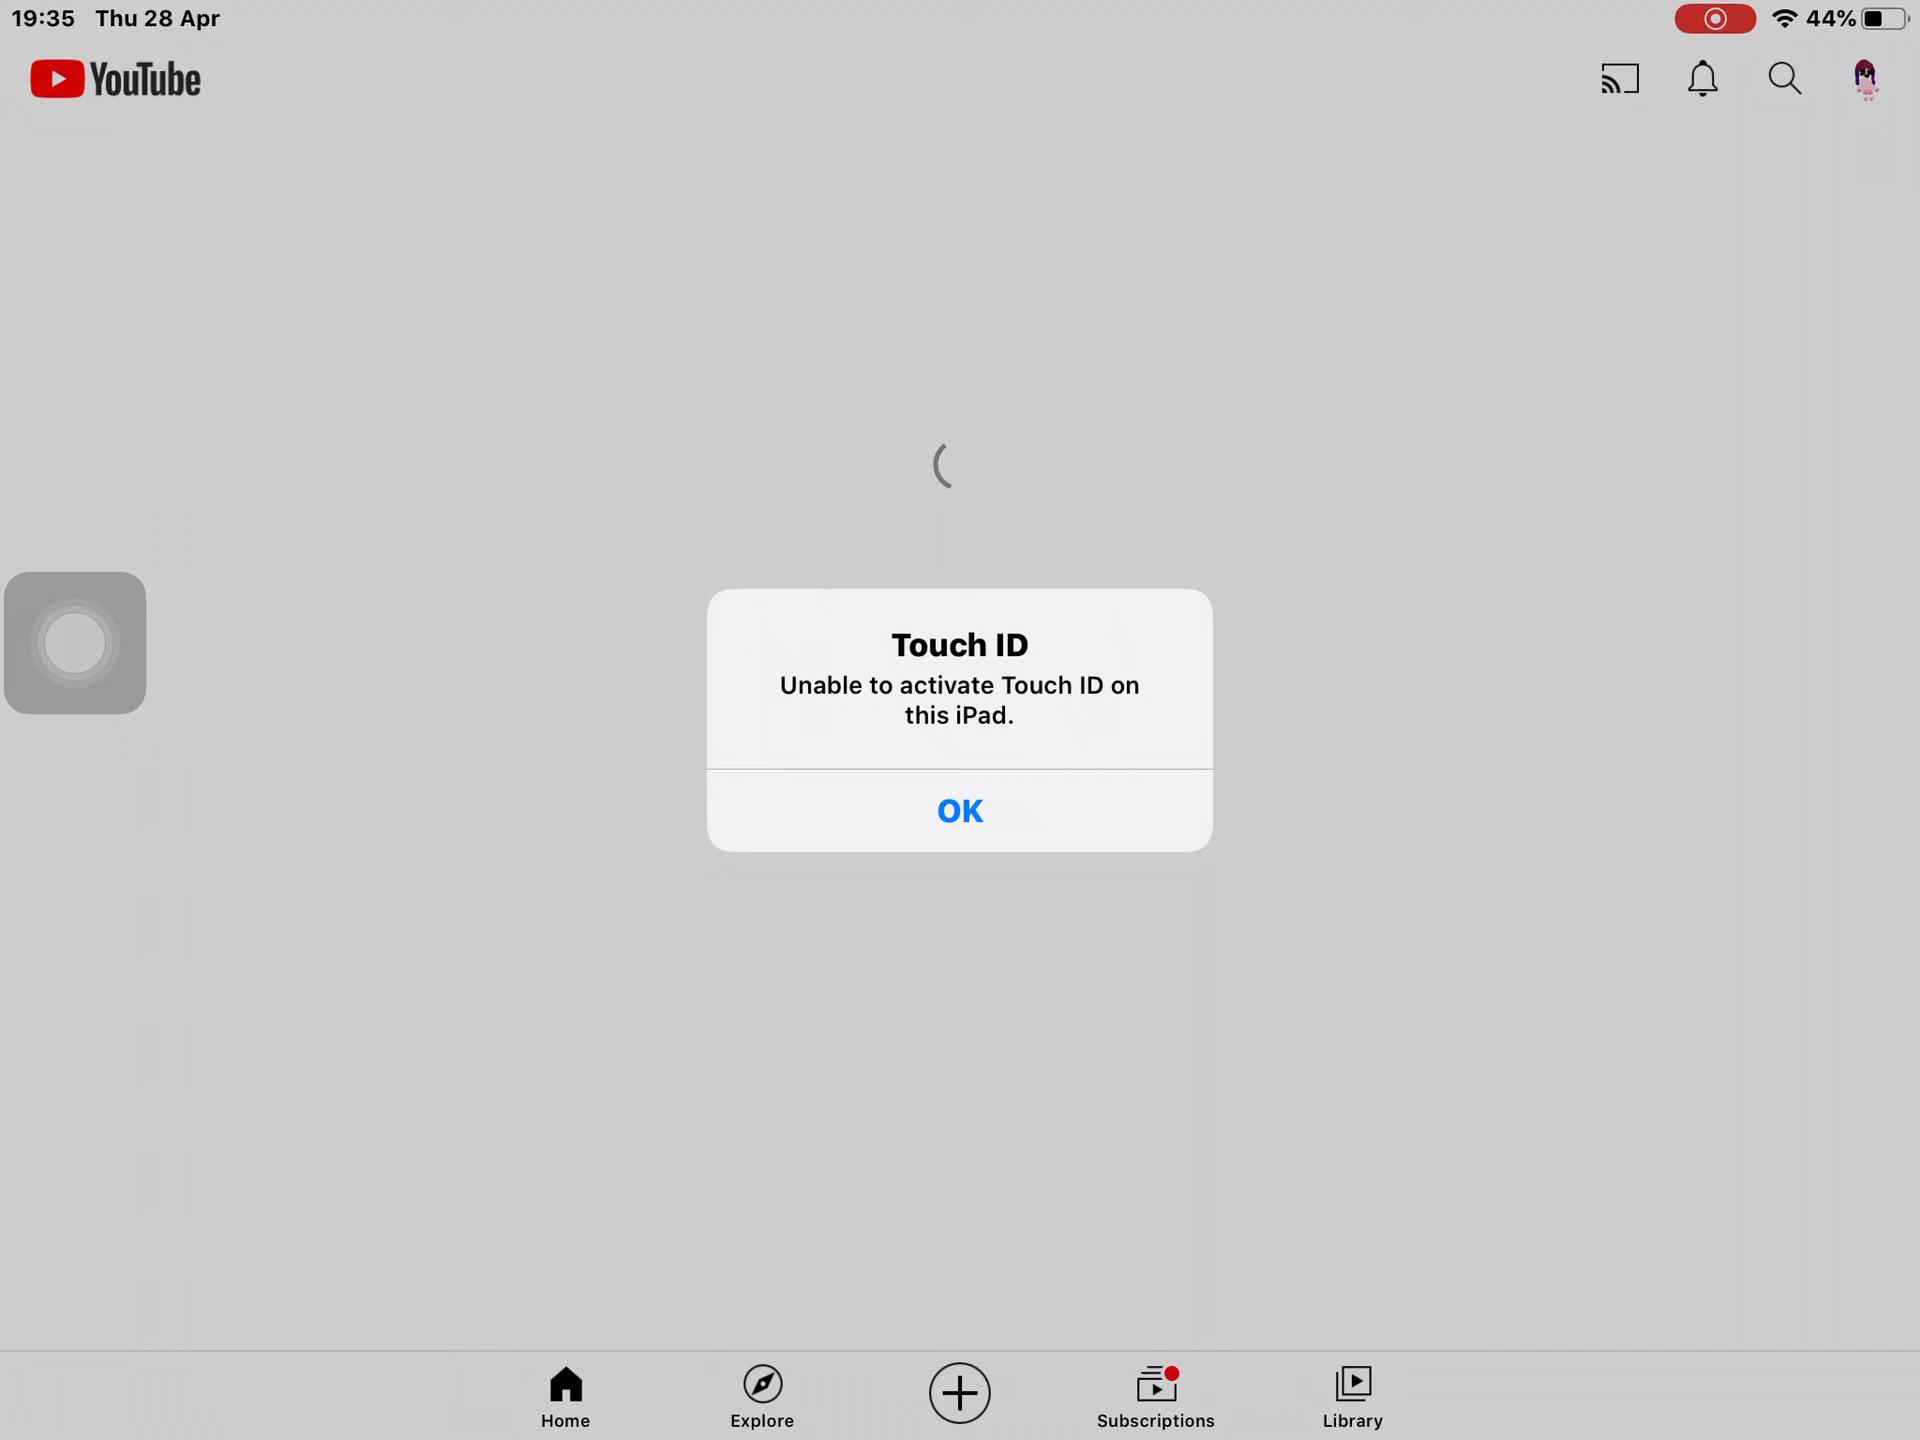 19:35 Thu 28 Apr
44%
YouTube
Touch ID
Unable to activate Touch ID on
this iPad.
OK
Home Explore Subscriptions Library